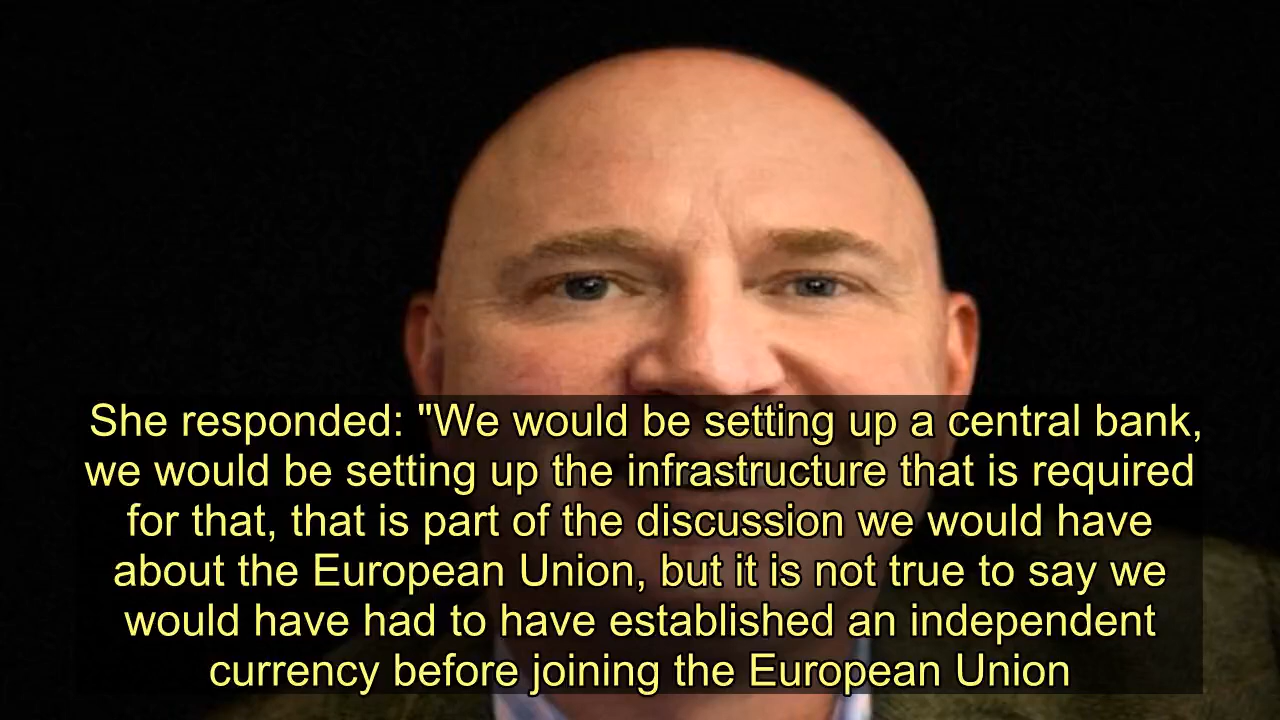 She responded: "We would be setting up a central bank,
we would be setting up the infrastructure that is required
for that, that is part of the discussion we would have
about the European Union, but it is not true to say we
would have had to have established an independent
currency before joining the European Union